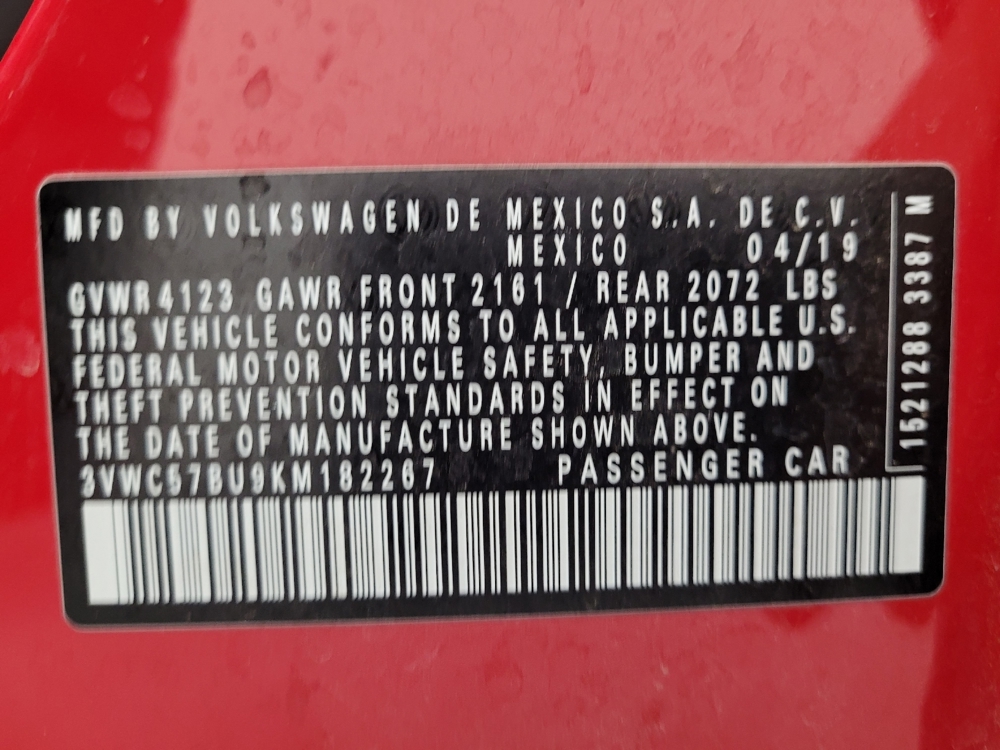 MFD BY VOLKSWAGEN DE MEXICO S.A. DE C.V.
MEXICO 04/19
GVWR4123 GAWR FRONT 2161 / REAR 2072 LBS
THIS VEHICLE CONFORMS TO ALL APPLICABLE U.S.
FEDERAL MOTOR VEHICLE SAFETY, BUMPER AND
THEFT PREVENTION STANDARDS IN EFFECT ON
THE DATE OF MANUFACTURE SHOWN ABOVE.
3VWC57BU9KM182267 PASSENGER CAR
1521288 3387 M